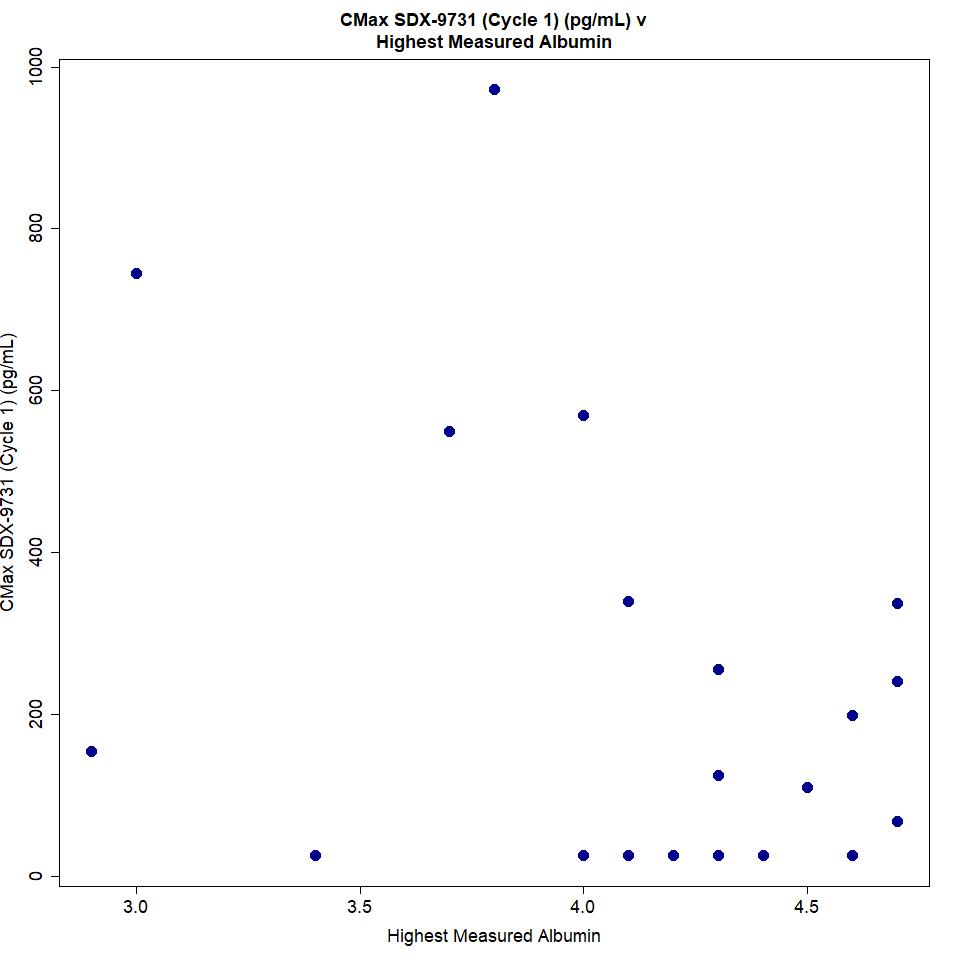 CMax SDX-9731 (Cycle 1) (pg/mL) v
Highest Measured Albumin
CMax SDX-9731 (Cycle 1) (pg/mL)
1000
800
600
400
200
0
3.0 3.5 4.0 4.5
Highest Measured Albumin